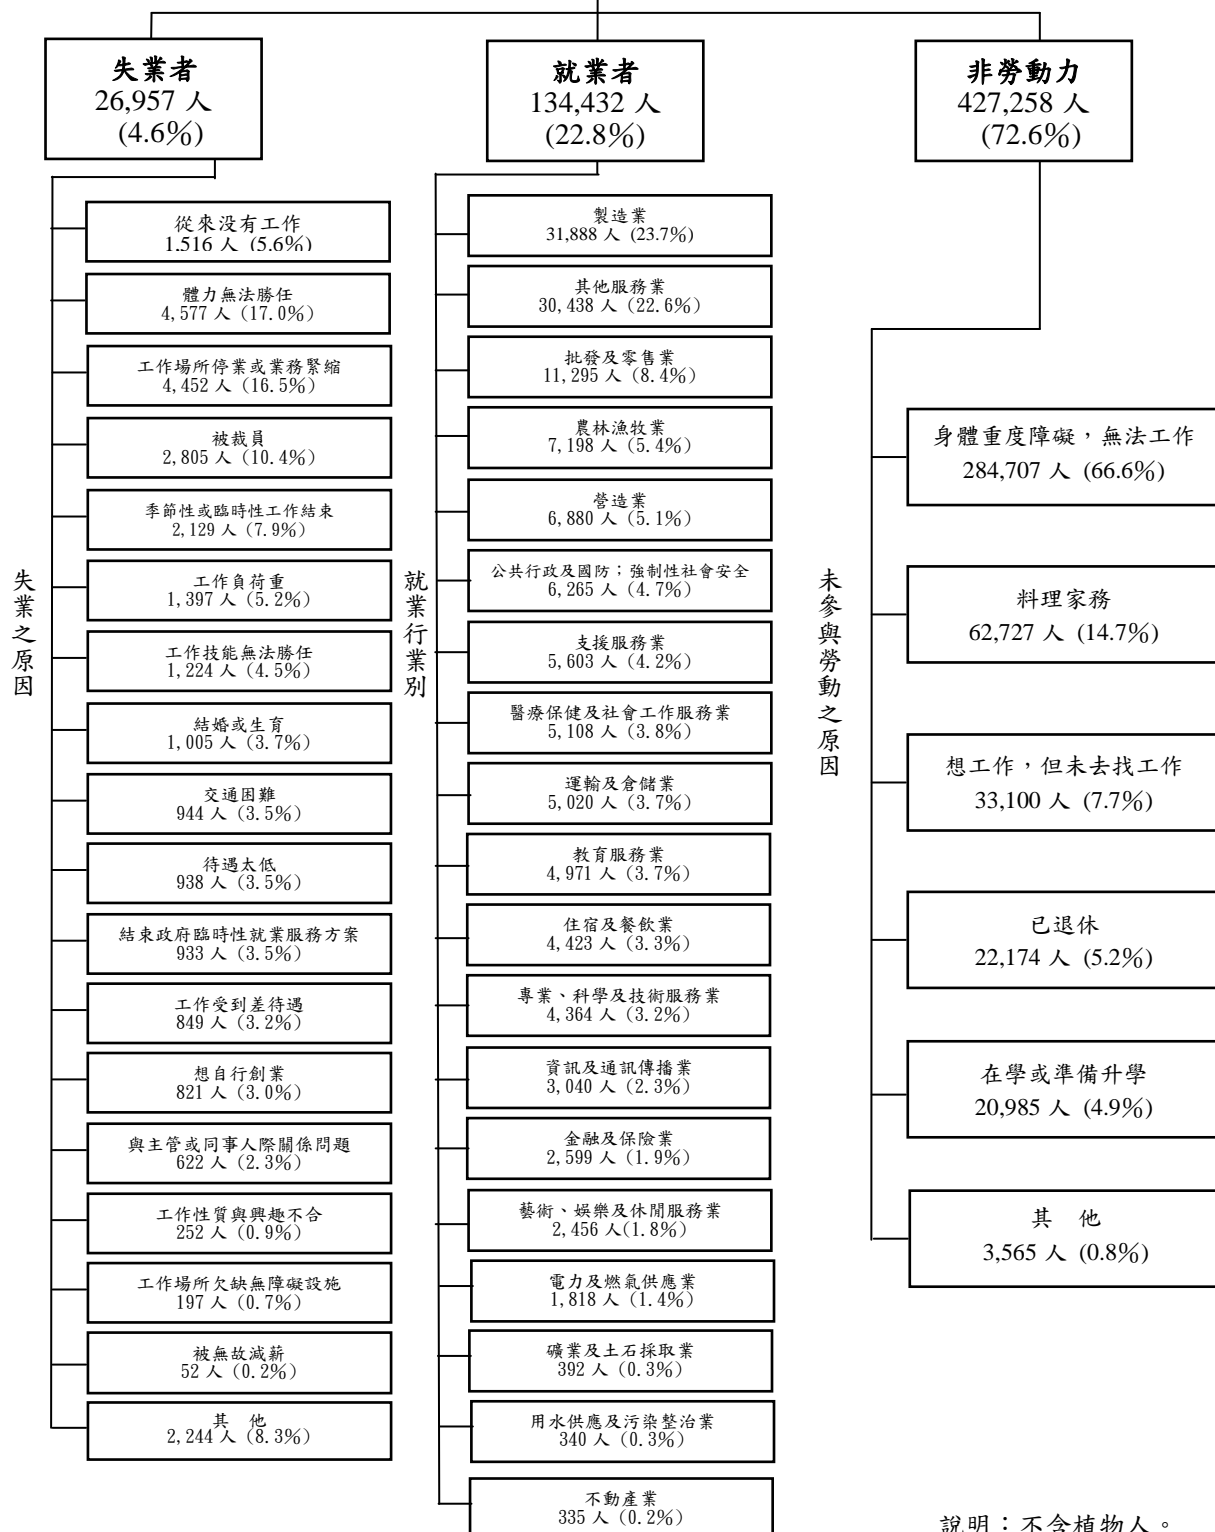 失業者
26,957 人
(4.6%)
就業者
134,432 人
(22.8%)
非勞動力
427,258 人
(72.6%)
失業之原因
從來沒有工作
1,516 人 (5.6%)
體力無法勝任
4,577 人 (17.0%)
工作場所停業或業務緊縮
4,452 人 (16.5%)
被裁員
2,805 人 (10.4%)
季節性或臨時性工作結束
2,129 人 (7.9%)
工作負荷重
1,397 人 (5.2%)
工作技能無法勝任
1,224 人 (4.5%)
結婚或生育
1,005 人 (3.7%)
交通困難
944 人 (3.5%)
待遇太低
938 人 (3.5%)
結束政府臨時性就業服務方案
933 人 (3.5%)
工作受到差待遇
849 人 (3.2%)
想自行創業
821 人 (3.0%)
與主管或同事人際關係問題
622 人 (2.3%)
工作性質與興趣不合
252 人 (0.9%)
工作場所欠缺無障礙設施
197 人 (0.7%)
被無故減薪
52 人 (0.2%)
其　他
2,244 人 (8.3%)
就業行業別
製造業
31,888 人 (23.7%)
其他服務業
30,438 人 (22.6%)
批發及零售業
11,295 人 (8.4%)
農林漁牧業
7,198 人 (5.4%)
營造業
6,880 人 (5.1%)
公共行政及國防；強制性社會安全
6,265 人 (4.7%)
支援服務業
5,603 人 (4.2%)
醫療保健及社會工作服務業
5,108 人 (3.8%)
運輸及倉儲業
5,020 人 (3.7%)
教育服務業
4,971 人 (3.7%)
住宿及餐飲業
4,423 人 (3.3%)
專業、科學及技術服務業
4,364 人 (3.2%)
資訊及通訊傳播業
3,040 人 (2.3%)
金融及保險業
2,599 人 (1.9%)
藝術、娛樂及休閒服務業
2,456 人(1.8%)
電力及燃氣供應業
1,818 人 (1.4%)
礦業及土石採取業
392 人 (0.3%)
用水供應及污染整治業
340 人 (0.3%)
不動產業
335 人 (0.2%)
未參與勞動之原因
身體重度障礙，無法工作
284,707 人 (66.6%)
料理家務
62,727 人 (14.7%)
想工作，但未去找工作
33,100 人 (7.7%)
已退休
22,174 人 (5.2%)
在學或準備升學
20,985 人 (4.9%)
其　他
3,565 人 (0.8%)
說明：不含植物人。